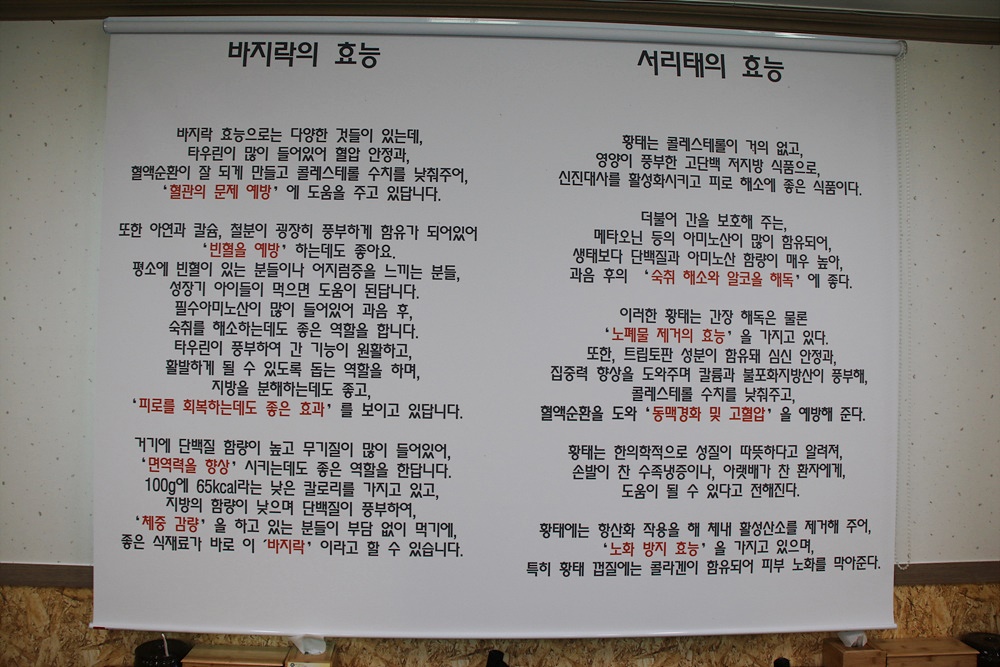 바지락의 효능
바지락 효능으로는 다양한 것들이 있는데,
타우린이 많이 들어있어 혈압 안정과,
혈액순환이 잘 되게 만들고 콜레스테롤 수치를 낮춰주어,
‘혈관의 문제 예방’ 에 도움을 주고 있답니다.
또한 아연과 칼슘, 철분이 굉장히 풍부하게 함유가 되어있어
‘빈혈을 예방’ 하는데도 좋아요.
평소에 빈혈이 있는 분들이나 어지럼증을 느끼는 분들,
성장기 아이들이 먹으면 도움이 된답니다.
필수아미노산이 많이 들어있어 과음 후,
숙취를 해소하는데도 좋은 역할을 합니다.
타우린이 풍부하여 간 기능이 원활하고,
활발하게 될 수 있도록 돕는 역할을 하며,
지방을 분해하는데도 좋고,
‘피로를 회복하는데도 좋은 효과’ 를 보이고 있답니다.
거기에 단백질 함량이 높고 무기질이 많이 들어있어,
‘면역력을 향상’ 시키는데도 좋은 역할을 한답니다.
100g에 65kcal라는 낮은 칼로리를 가지고 있고,
지방의 함량이 낮으며 단백질이 풍부하여,
‘체중 감량’ 을 하고 있는 분들이 부담 없이 먹기에,
좋은 식재료가 바로 이 ‘바지락’ 이라고 할 수 있습니다.
서리태의 효능
황태는 콜레스테롤이 거의 없고,
영양이 풍부한 고단백 저지방 식품으로,
신진대사를 활성화시키고 피로 해소에 좋은 식품이다.
더불어 간을 보호해 주는,
메타오닌 등의 아미노산이 많이 함유되어,
생태보다 단백질과 아미노산 함량이 매우 높아,
과음 후의 ‘숙취 해소와 알코올 해독’ 에 좋다.
이러한 황태는 간장 해독은 물론
‘노폐물 제거의 효능’ 을 가지고 있다.
또한, 트립토판 성분이 함유돼 심신 안정과,
집중력 향상을 도와주며 칼륨과 불포화지방산이 풍부해,
콜레스테롤 수치를 낮춰주고,
혈액순환을 도와 ‘동맥경화 및 고혈압’ 을 예방해 준다.
황태는 한의학적으로 성질이 따뜻하다고 알려져,
손발이 찬 수족냉증이나, 아랫배가 찬 환자에게,
도움이 될 수 있다고 전해진다.
황태에는 항산화 작용을 해 체내 활성산소를 제거해 주어,
‘노화 방지 효능’ 을 가지고 있으며,
특히 황태 껍질에는 콜라겐이 함유되어 피부 노화를 막아준다.